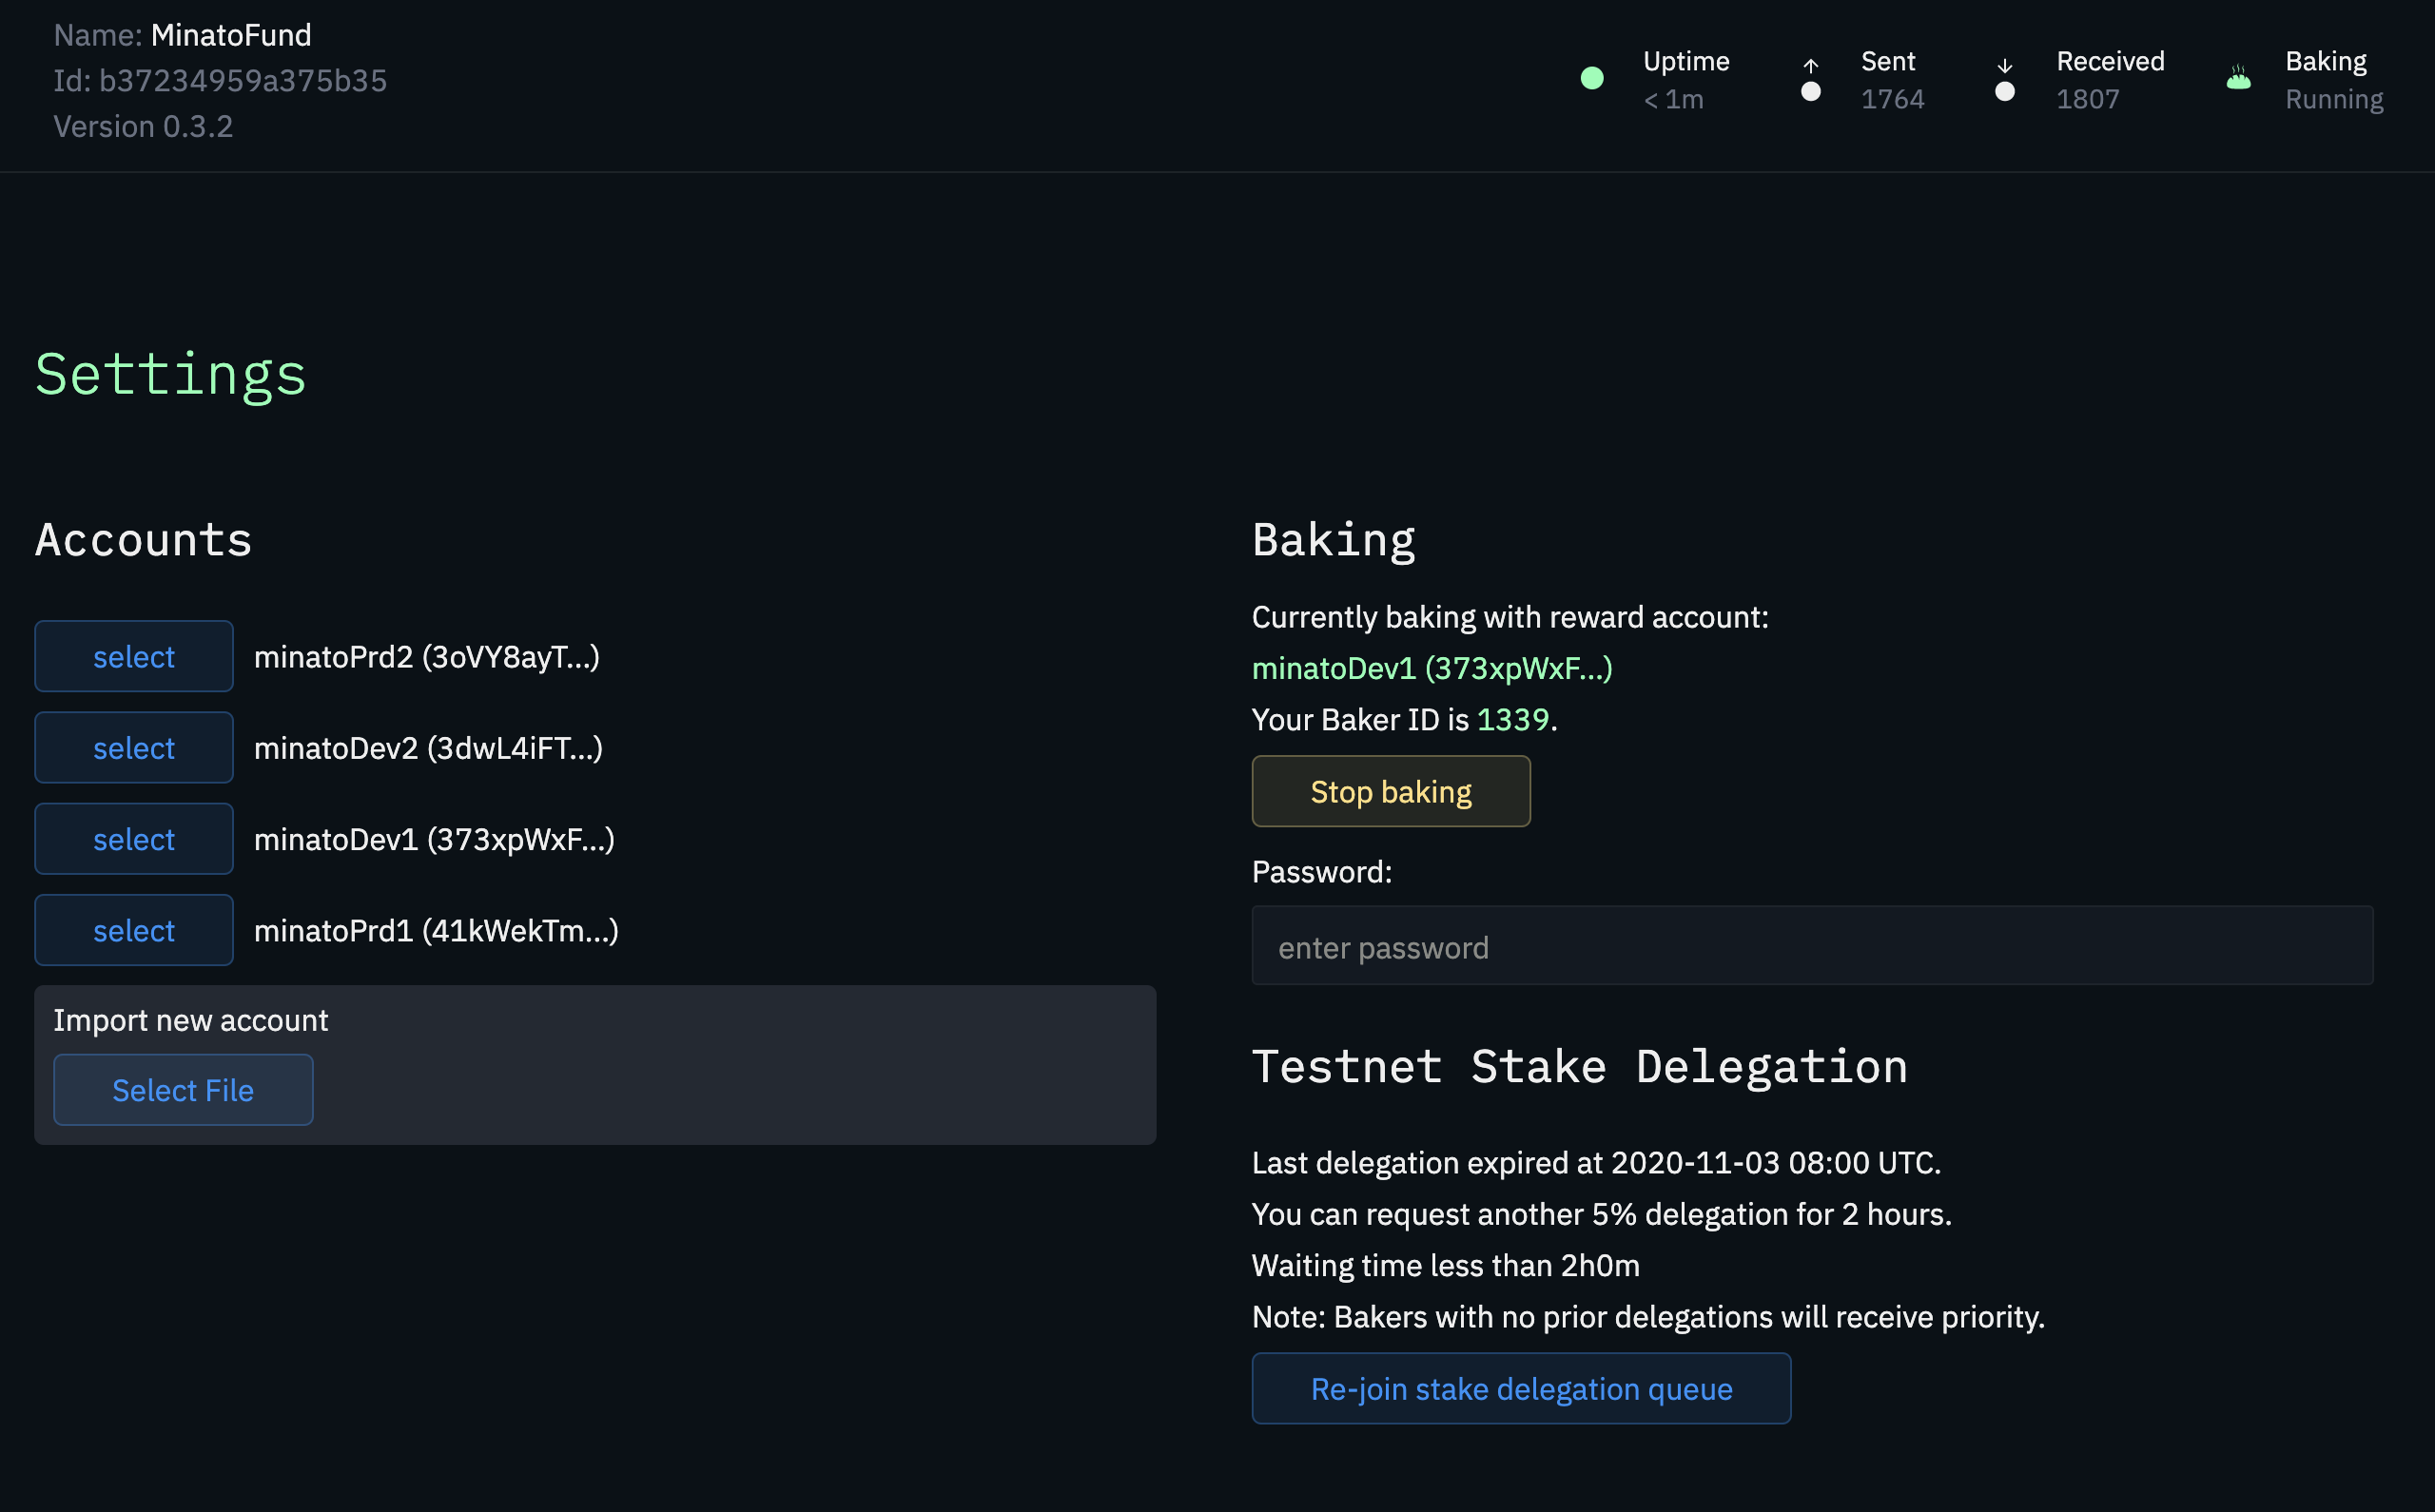 Name: MinatoFund
Id: b37234959a375b35
Version 0.3.2
Uptime
< 1m
Sent
1764
Received
1807
Baking
Running
Settings
Accounts
select minatoPrd2 (3oVY8ayT...)
select minatoDev2 (3dwL4iFT...)
select minatoDev1 (373xpWxF...)
select minatoPrd1 (41kWekTm...)
Import new account
Select File
Baking
Currently baking with reward account:
minatoDev1 (373xpWxF...)
Your Baker ID is 1339.
Stop baking
Password:
enter password
Testnet Stake Delegation
Last delegation expired at 2020-11-03 08:00 UTC.
You can request another 5% delegation for 2 hours.
Waiting time less than 2h0m
Note: Bakers with no prior delegations will receive priority.
Re-join stake delegation queue